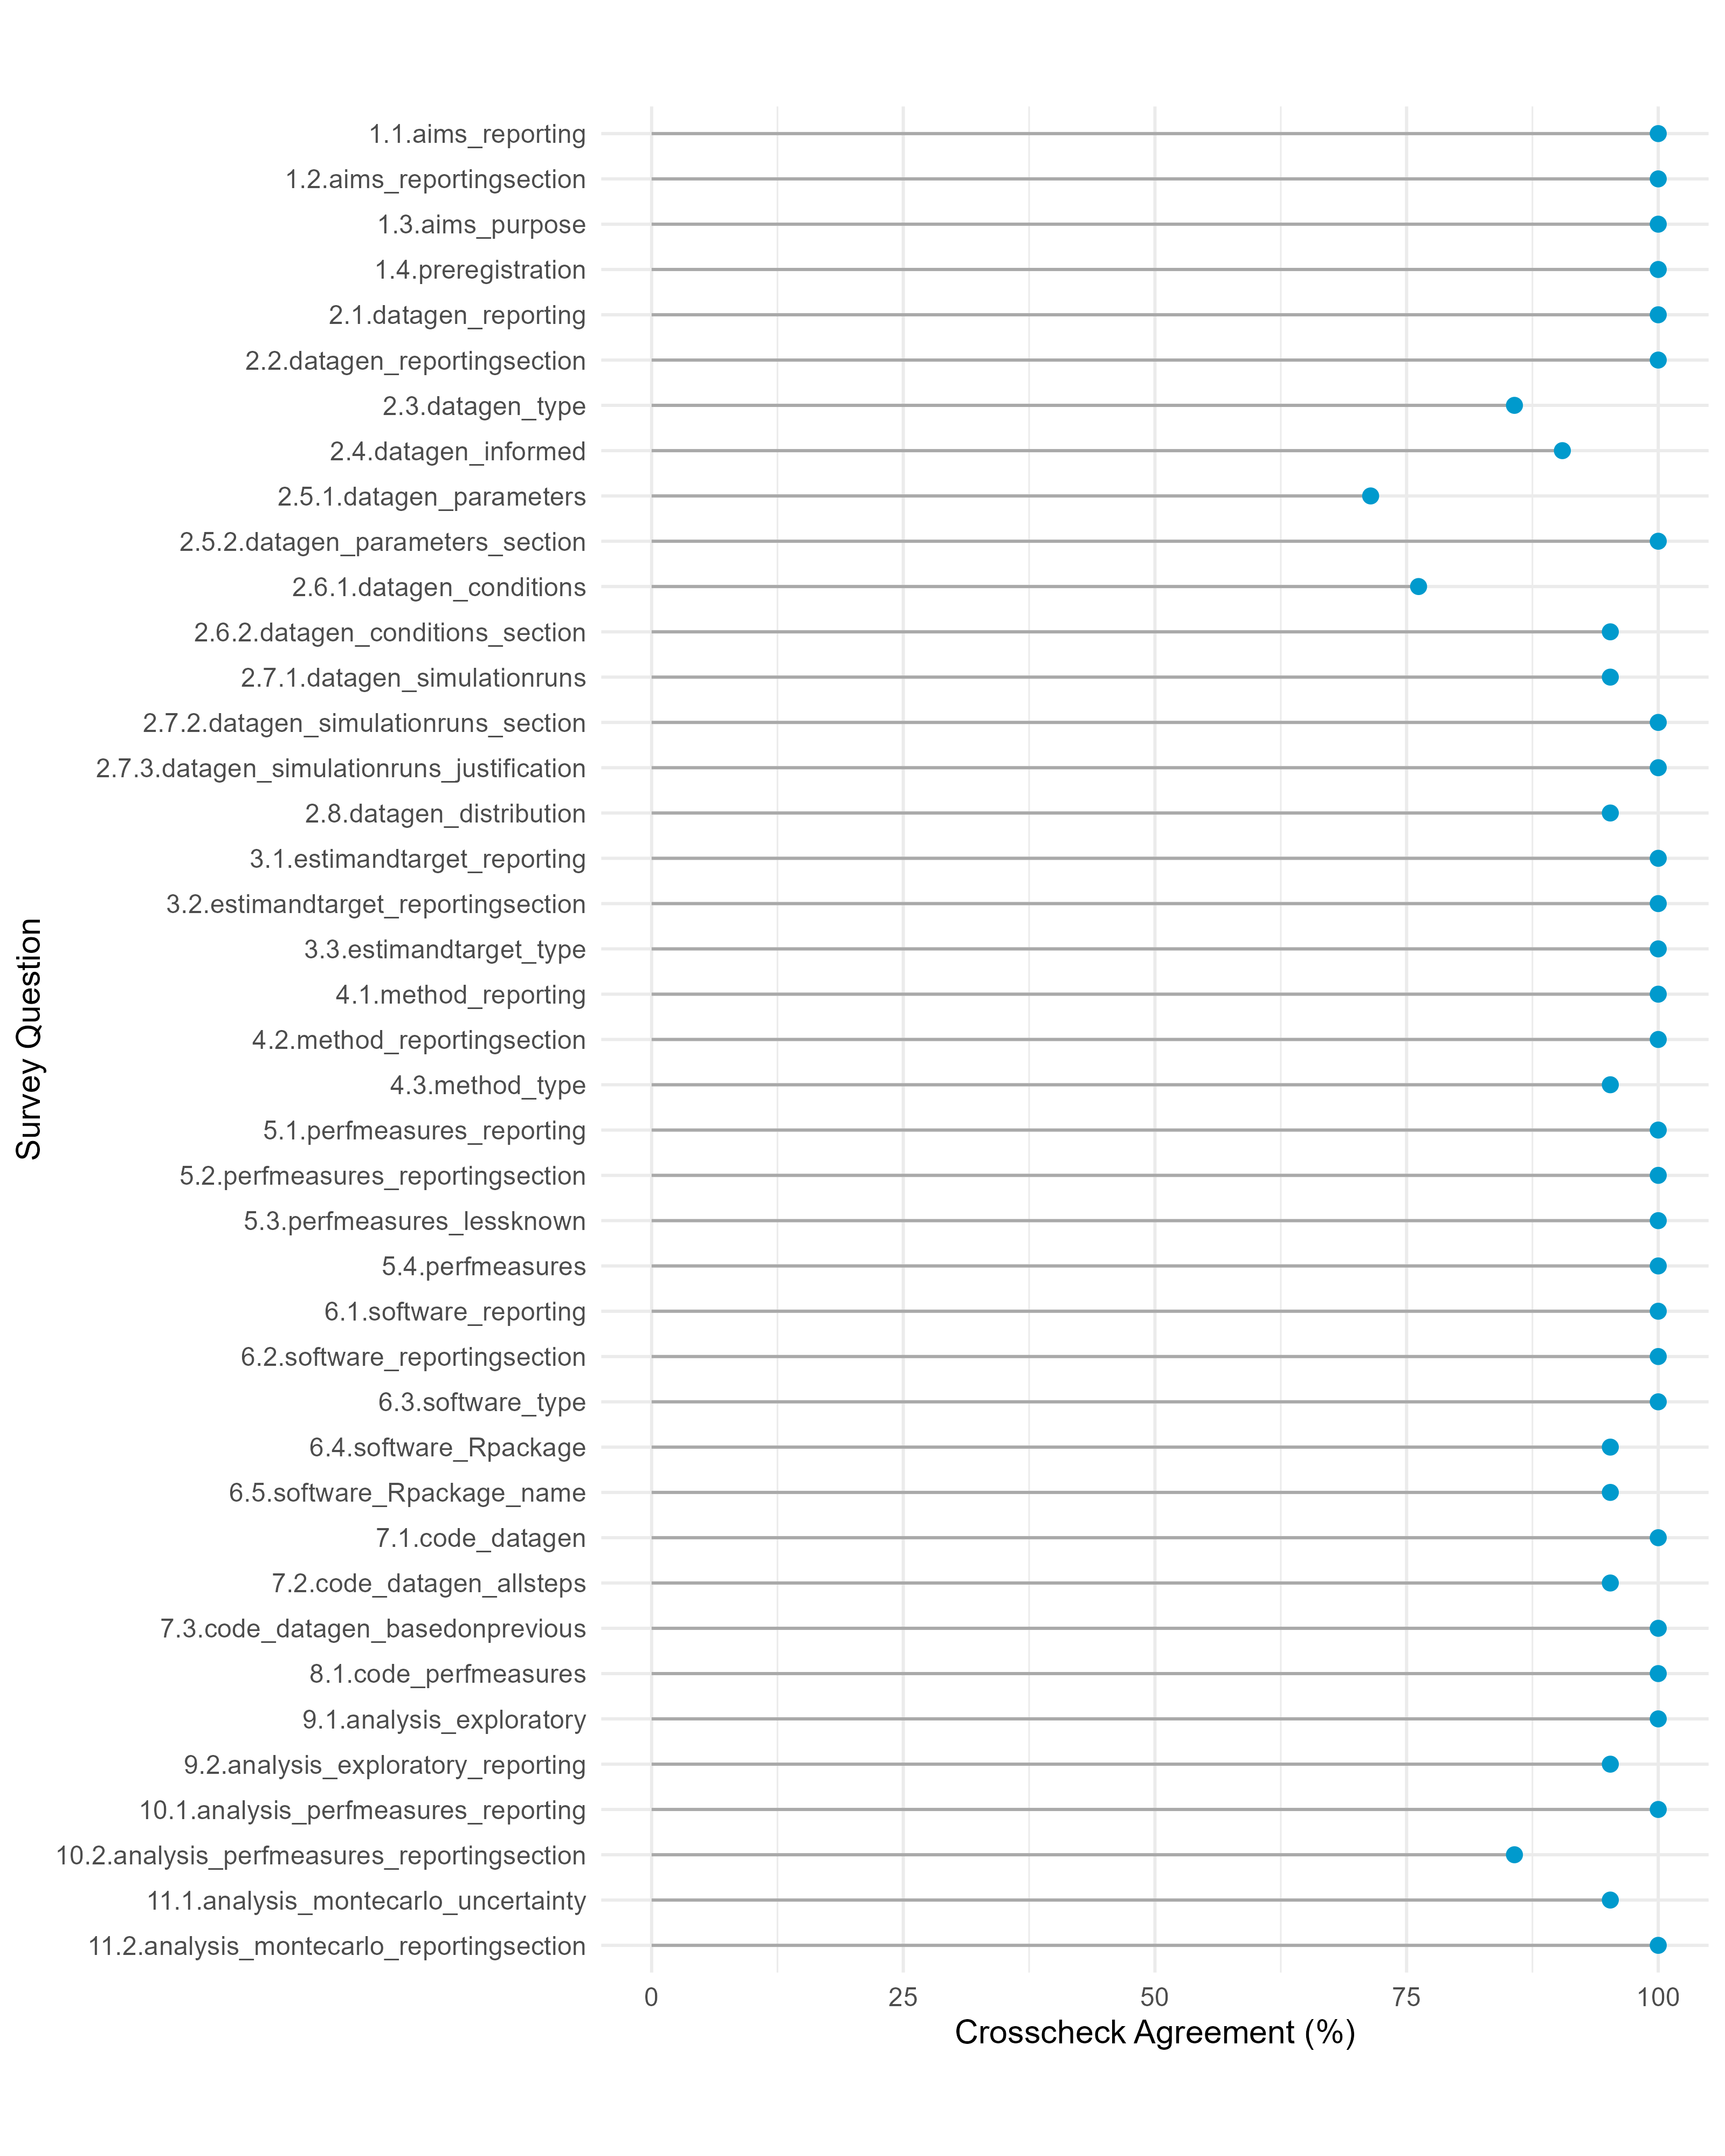 1.1.aims_reporting
1.2.aims_reportingsection
1.3.aims_purpose
1.4.preregistration
2.1.datagen_reporting
2.2.datagen_reportingsection
2.3.datagen_type
2.4.datagen_informed
2.5.1.datagen_parameters
2.5.2.datagen_parameters_section
2.6.1.datagen_conditions
2.6.2.datagen_conditions_section
2.7.1.datagen_simulationruns
2.7.2.datagen_simulationruns_section
2.7.3.datagen_simulationruns_justification
2.8.datagen_distribution
3.1.estimandtarget_reporting
3.2.estimandtarget_reportingsection
3.3.estimandtarget_type
4.1.method_reporting
4.2.method_reportingsection
4.3.method_type
5.1.perfmeasures_reporting
5.2.perfmeasures_reportingsection
5.3.perfmeasures_lessknown
5.4.perfmeasures
6.1.software_reporting
6.2.software_reportingsection
6.3.software_type
6.4.software_Rpackage
6.5.software_Rpackage_name
7.1.code_datagen
7.2.code_datagen_allsteps
7.3.code_datagen_basedonprevious
8.1.code_perfmeasures
9.1.analysis_exploratory
9.2.analysis_exploratory_reporting
10.1.analysis_perfmeasures_reporting
10.2.analysis_perfmeasures_reportingsection
11.1.analysis_montecarlo_uncertainty
11.2.analysis_montecarlo_reportingsection
Survey Question
0 25 50 75 100
Crosscheck Agreement (%)